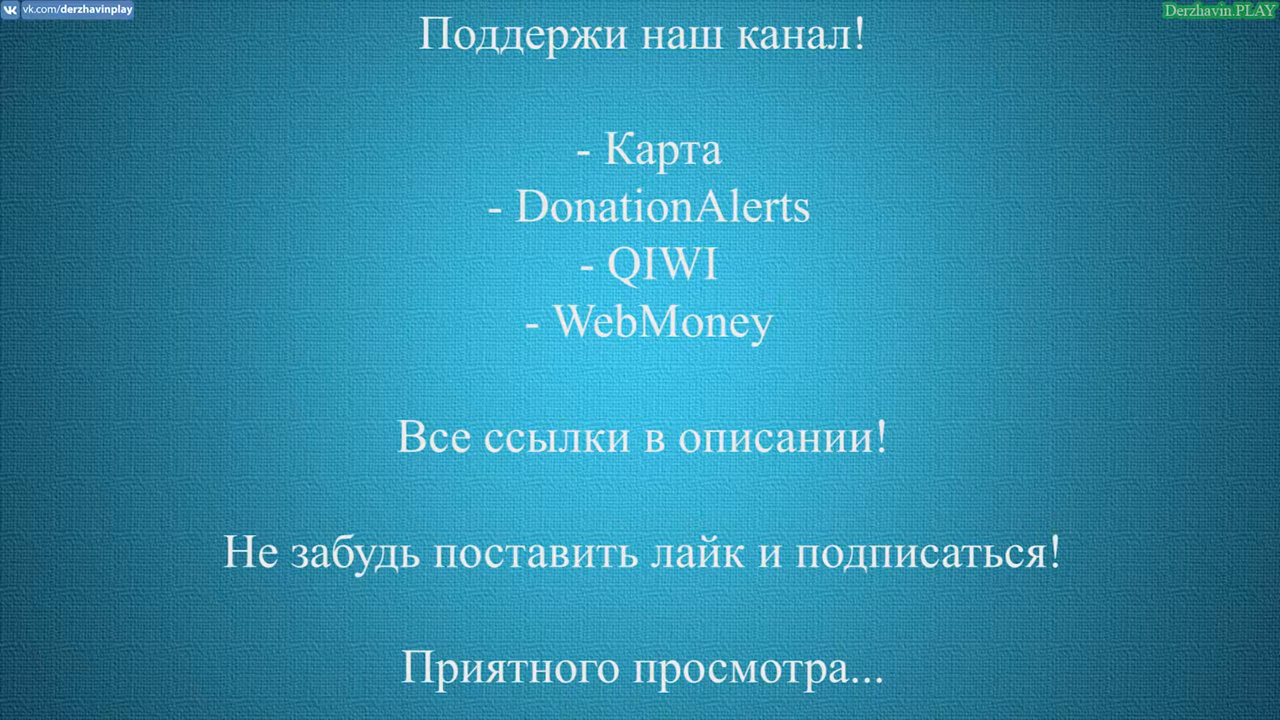 vk.com/derzhavinplay
Derzhavin.PLAY
Поддержи наш канал!
- Карта
- DonationAlerts
- QIWI
- WebMoney
Все ссылки в описании!
Не забудь поставить лайк и подписаться!
Приятного просмотра...